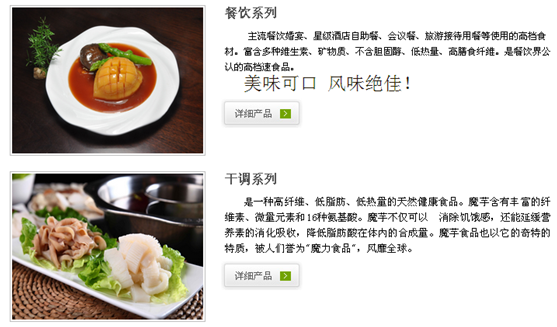 餐饮系列
主流餐饮婚宴、星级酒店自助餐、会议餐、旅游接待用餐等使用的高档食
材。富含多种维生素、矿物质、不含胆固醇、低热量、高膳食纤维。是餐饮界公
认的高档速食品。
美味可口 风味绝佳！
详细产品
干调系列
是一种高纤维、低脂肪、低热量的天然健康食品。魔芋含有丰富的纤
维素、微量元素和16种氨基酸。魔芋不仅可以 消除饥饿感，还能延缓营
养素的消化吸收，降低脂肪酸在体内的合成量。魔芋食品也以它的奇特的
特质，被人们誉为"魔力食品"，风靡全球。
详细产品